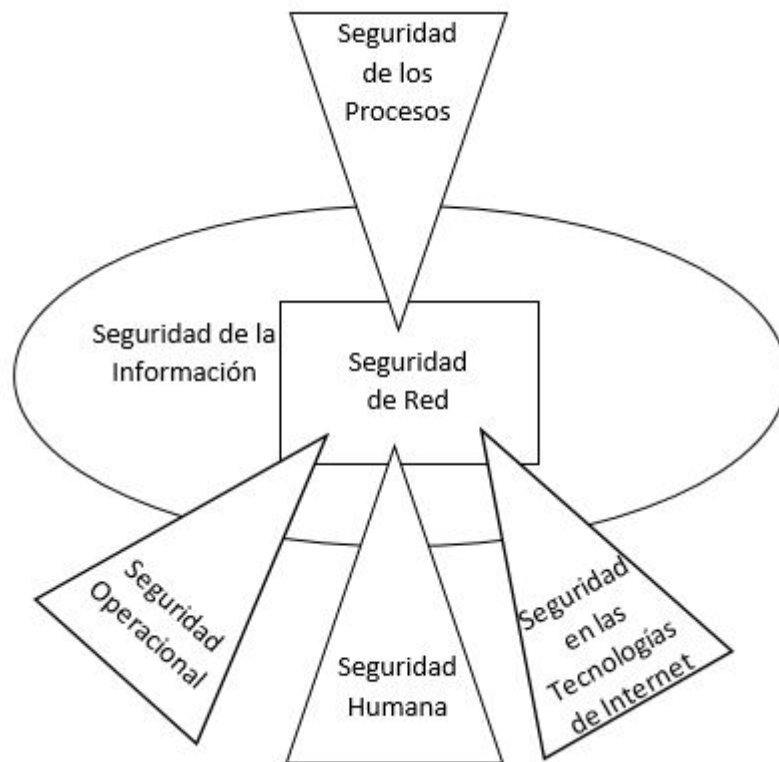 Seguridad
de los
Procesos
Seguridad de la
Información
Seguridad
de Red
Seguridad
Operacional
Seguridad
Humana
Seguridad
en las
Tecnologías
de Internet